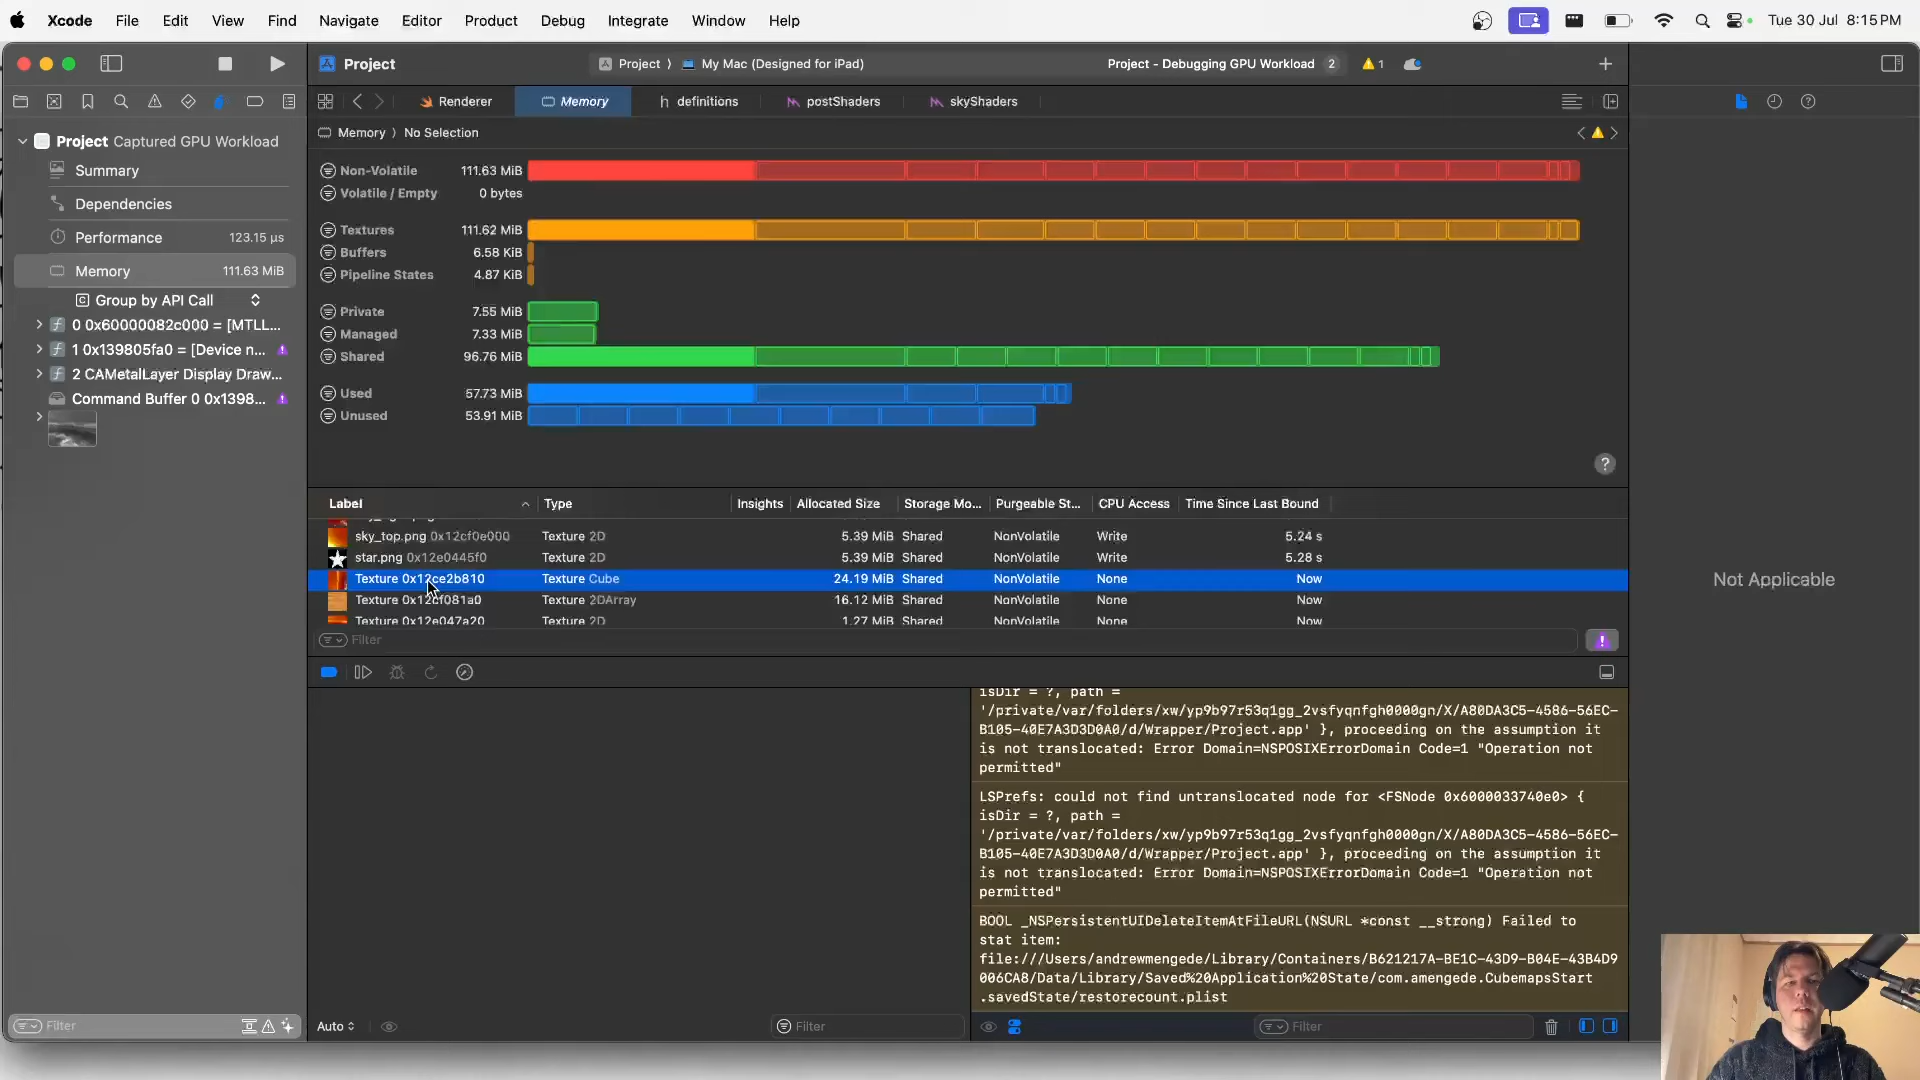 Xcode File Edit View Find Navigate Editor Product Debug Integrate Window Help Tue 30 Jul 8:15 PM
Project Project 〉 My Mac (Designed for iPad) Project - Debugging GPU Workload 2 1
Renderer Memory definitions postShaders skyShaders
Memory 〉 No Selection
Project Captured GPU Workload
Summary
Dependencies
Performance 123.15 µs
Memory 111.63 MiB
Group by API Call
0 0x60000082c000 = [MTLL...
1 0x139805fa0 = [Device n...
2 CAMetalLayer Display Draw...
Command Buffer 0 0x1398...
Filter
Non-Volatile 111.63 MiB
Volatile / Empty 0 bytes
Textures 111.62 MiB
Buffers 6.58 KiB
Pipeline States 4.87 KiB
Private 7.55 MiB
Managed 7.33 MiB
Shared 96.76 MiB
Used 57.73 MiB
Unused 53.91 MiB
Label Type Insights Allocated Size Storage Mo... Purgeable St... CPU Access Time Since Last Bound
sky_top.png 0x12cf0e000 Texture 2D 5.39 MiB Shared NonVolatile Write 5.24 s
star.png 0x12e0445f0 Texture 2D 5.39 MiB Shared NonVolatile Write 5.28 s
Texture 0x12ce2b810 Texture Cube 24.19 MiB Shared NonVolatile None Now
Texture 0x12cf081a0 Texture 2DArray 16.12 MiB Shared NonVolatile None Now
Texture 0x12e047a20 Texture 2D 1.27 MiB Shared NonVolatile None Now
Filter
isDir = ?, path =
'/private/var/folders/xw/yp9b97r53q1gg_2vsfyqnfgh0000gn/X/A80DA3C5-4586-56EC-
B105-40E7A3D3D0A0/d/Wrapper/Project.app' }, proceeding on the assumption it
is not translocated: Error Domain=NSPOSIXErrorDomain Code=1 "Operation not
permitted"
LSPrefs: could not find untranslocated node for <FSNode 0x6000033740e0> {
isDir = ?, path =
'/private/var/folders/xw/yp9b97r53q1gg_2vsfyqnfgh0000gn/X/A80DA3C5-4586-56EC-
B105-40E7A3D3D0A0/d/Wrapper/Project.app' }, proceeding on the assumption it
is not translocated: Error Domain=NSPOSIXErrorDomain Code=1 "Operation not
permitted"
BOOL _NSPersistentUIDeleteItemAtFileURL(NSURL *const __strong) Failed to
stat item:
file:///Users/andrewmengede/Library/Containers/B621217A-BE1C-43D9-B04E-43B4D9
006CA8/Data/Library/Saved%20Application%20State/com.amengede.CubemapsStart
.savedState/restorecount.plist
Auto Filter Filter
Not Applicable